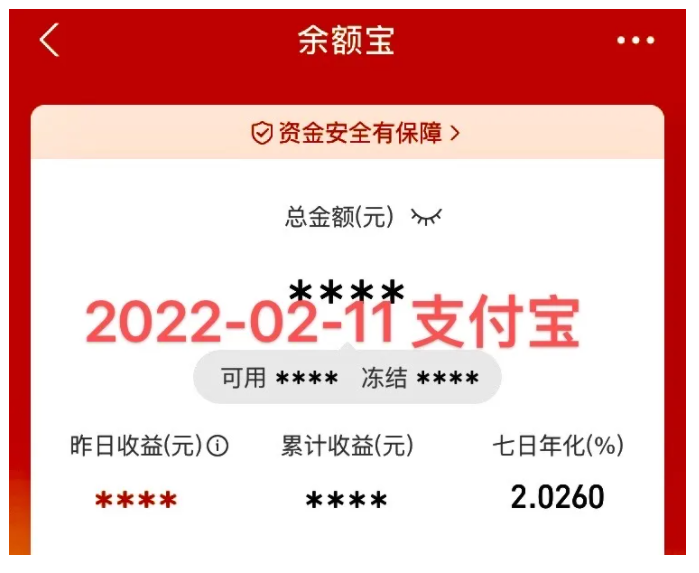 余额宝
资金安全有保障
总金额(元)
****
2022-02-11支付宝
可用 **** 冻结 ****
昨日收益(元) 累计收益(元) 七日年化(%)
**** **** 2.0260